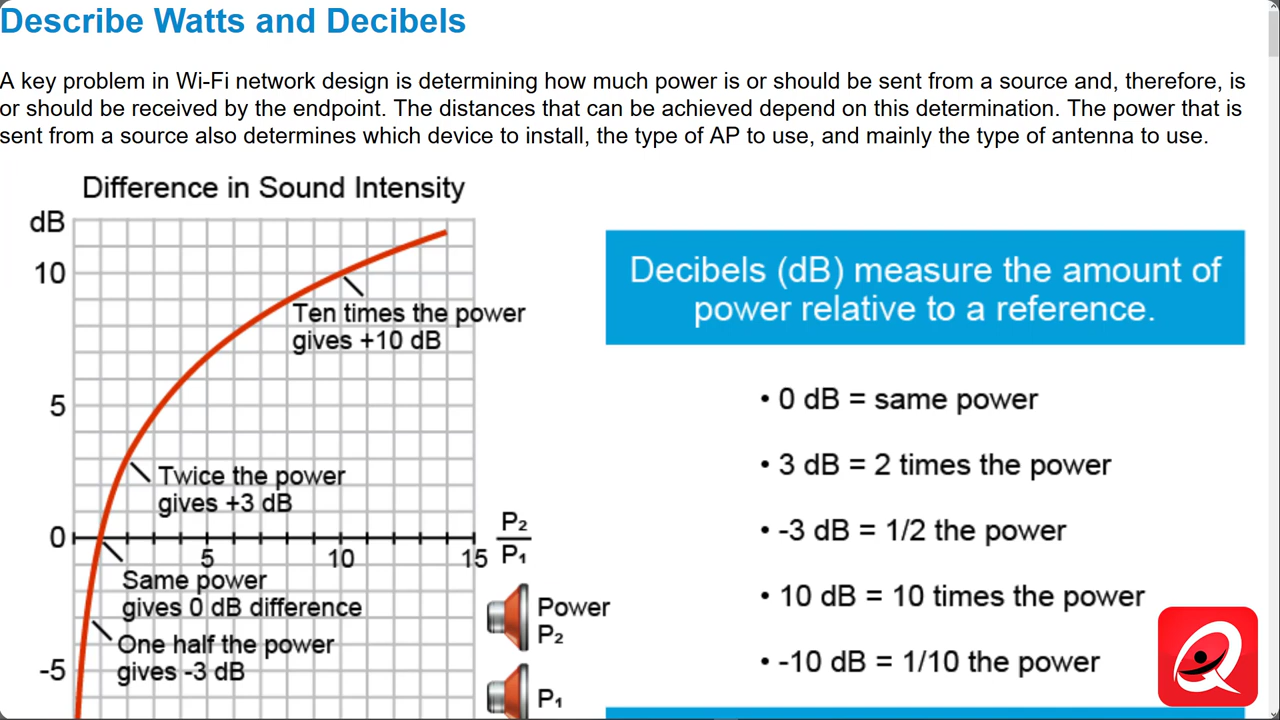 Describe Watts and Decibels
A key problem in Wi-Fi network design is determining how much power is or should be sent from a source and, therefore, is
or should be received by the endpoint. The distances that can be achieved depend on this determination. The power that is
sent from a source also determines which device to install, the type of AP to use, and mainly the type of antenna to use.
Difference in Sound Intensity
dB
10
Ten times the power
gives +10 dB
5
Twice the power
gives +3 dB
0
5
10
15
P₂
P₁
Same power
gives 0 dB difference
One half the power
gives -3 dB
-5
Power
P₂
P₁
Decibels (dB) measure the amount of
power relative to a reference.
• 0 dB = same power
• 3 dB = 2 times the power
• -3 dB = 1/2 the power
• 10 dB = 10 times the power
• -10 dB = 1/10 the power